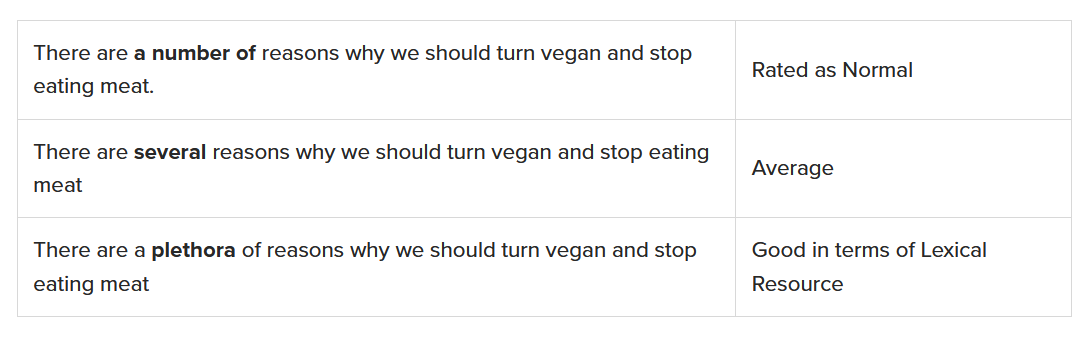 There are a number of reasons why we should turn vegan and stop
eating meat.
Rated as Normal
There are several reasons why we should turn vegan and stop eating
meat
Average
There are a plethora of reasons why we should turn vegan and stop
eating meat
Good in terms of Lexical
Resource